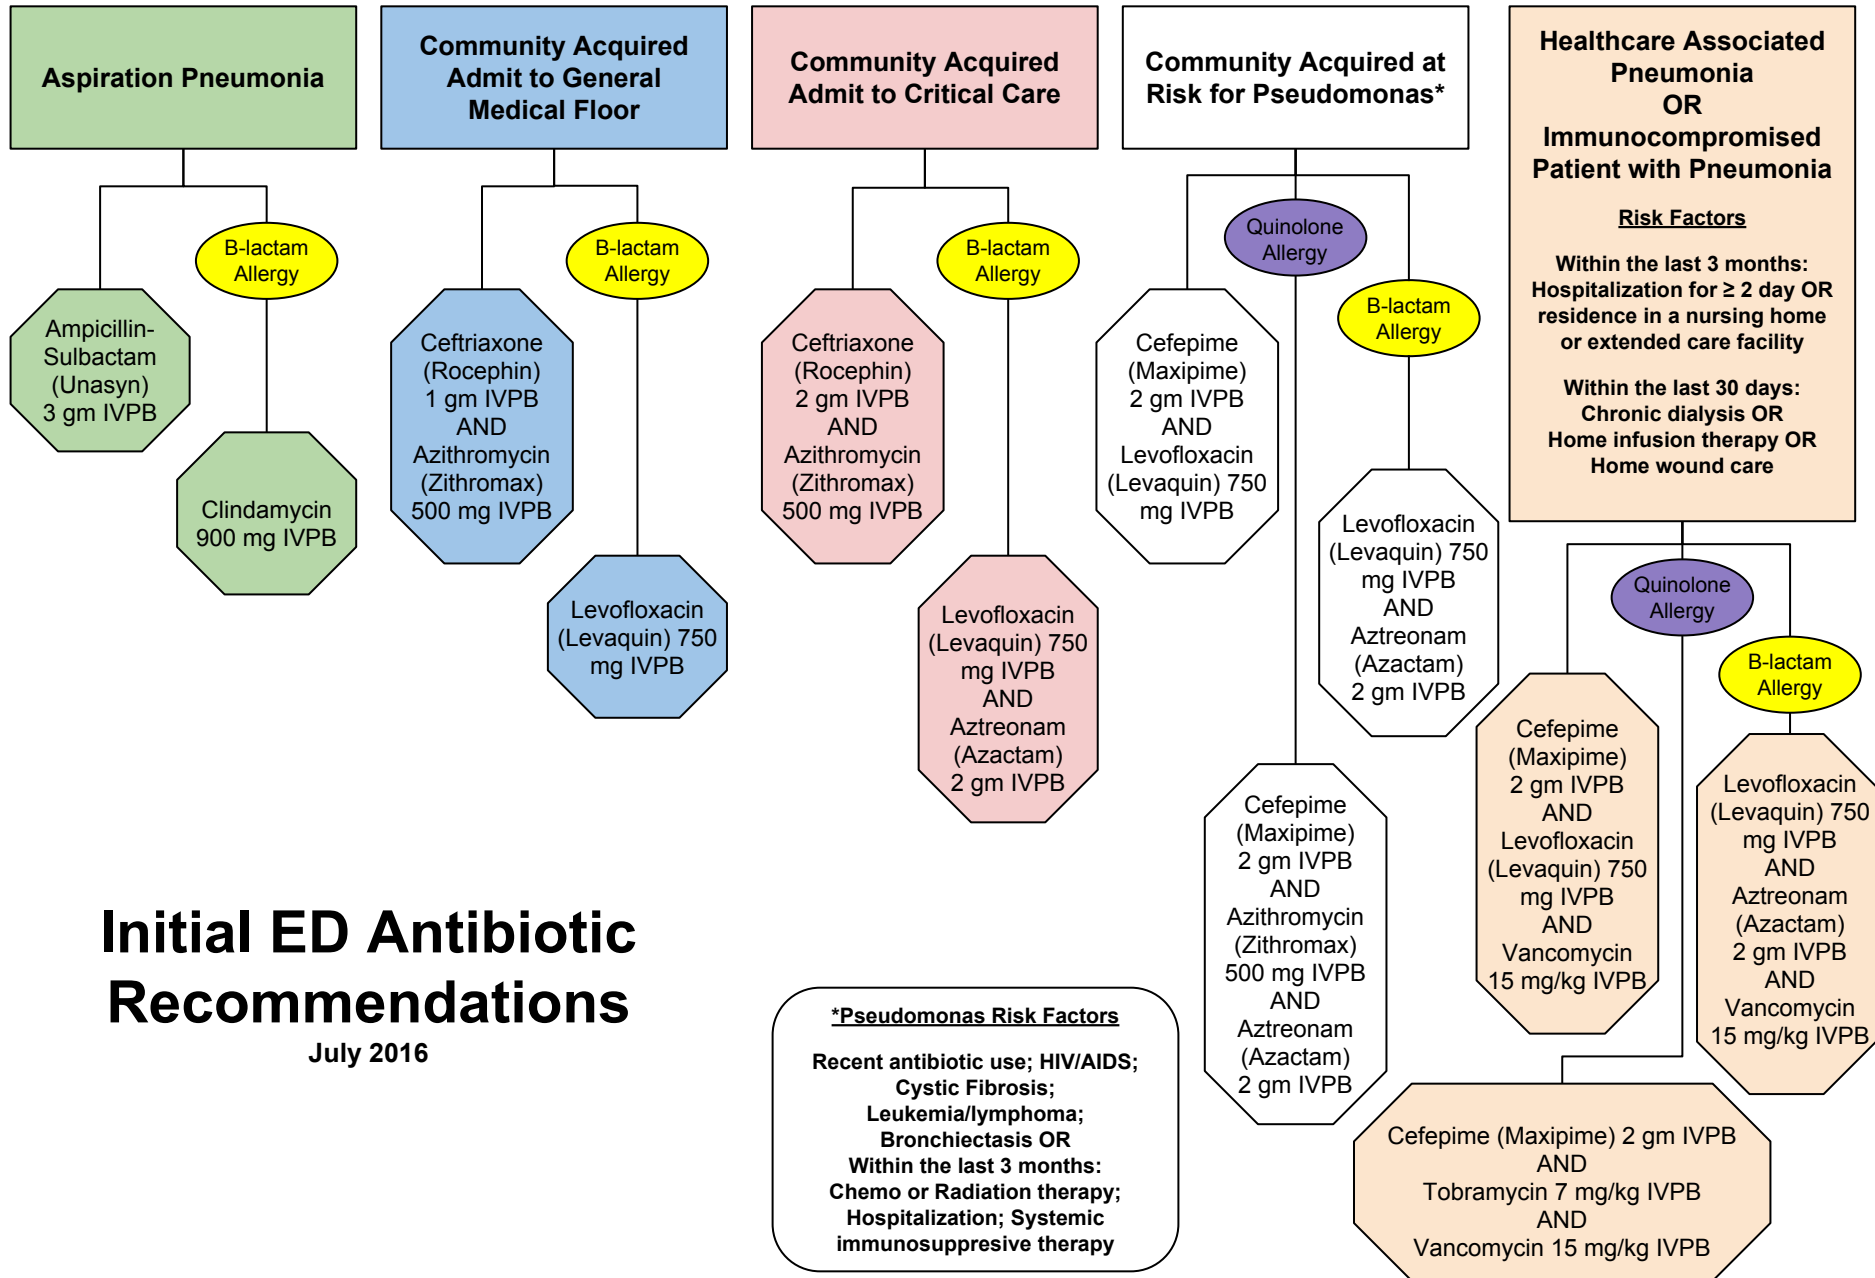 Aspiration Pneumonia
B-lactam
Allergy
Ampicillin-
Sulbactam
(Unasyn)
3 gm IVPB
Clindamycin
900 mg IVPB
Community Acquired
Admit to General
Medical Floor
B-lactam
Allergy
Ceftriaxone
(Rocephin)
1 gm IVPB
AND
Azithromycin
(Zithromax)
500 mg IVPB
Levofloxacin
(Levaquin) 750
mg IVPB
Community Acquired
Admit to Critical Care
B-lactam
Allergy
Ceftriaxone
(Rocephin)
2 gm IVPB
AND
Azithromycin
(Zithromax)
500 mg IVPB
Levofloxacin
(Levaquin) 750
mg IVPB
AND
Aztreonam
(Azactam)
2 gm IVPB
Community Acquired at
Risk for Pseudomonas*
Quinolone
Allergy
B-lactam
Allergy
Cefepime
(Maxipime)
2 gm IVPB
AND
Levofloxacin
(Levaquin) 750
mg IVPB
Levofloxacin
(Levaquin) 750
mg IVPB
AND
Aztreonam
(Azactam)
2 gm IVPB
Cefepime
(Maxipime)
2 gm IVPB
AND
Azithromycin
(Zithromax)
500 mg IVPB
AND
Aztreonam
(Azactam)
2 gm IVPB
Healthcare Associated
Pneumonia
OR
Immunocompromised
Patient with Pneumonia
Risk Factors
Within the last 3 months:
Hospitalization for ≥ 2 day OR
residence in a nursing home
or extended care facility
Within the last 30 days:
Chronic dialysis OR
Home infusion therapy OR
Home wound care
Quinolone
Allergy
B-lactam
Allergy
Cefepime
(Maxipime)
2 gm IVPB
AND
Levofloxacin
(Levaquin) 750
mg IVPB
AND
Vancomycin
15 mg/kg IVPB
Levofloxacin
(Levaquin) 750
mg IVPB
AND
Aztreonam
(Azactam)
2 gm IVPB
AND
Vancomycin
15 mg/kg IVPB
Cefepime (Maxipime) 2 gm IVPB
AND
Tobramycin 7 mg/kg IVPB
AND
Vancomycin 15 mg/kg IVPB
Initial ED Antibiotic
Recommendations
July 2016
*Pseudomonas Risk Factors
Recent antibiotic use; HIV/AIDS;
Cystic Fibrosis;
Leukemia/lymphoma;
Bronchiectasis OR
Within the last 3 months:
Chemo or Radiation therapy;
Hospitalization; Systemic
immunosuppresive therapy